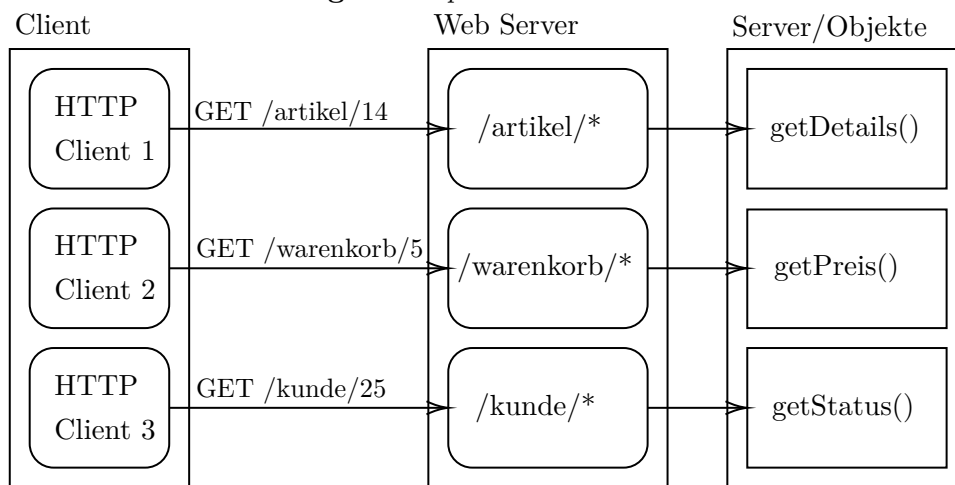 Client
Web Server
Server/Objekte
HTTP
Client 1
GET /artikel/14
/artikel/*
getDetails()
HTTP
Client 2
GET /warenkorb/5
/warenkorb/*
getPreis()
HTTP
Client 3
GET /kunde/25
/kunde/*
getStatus()